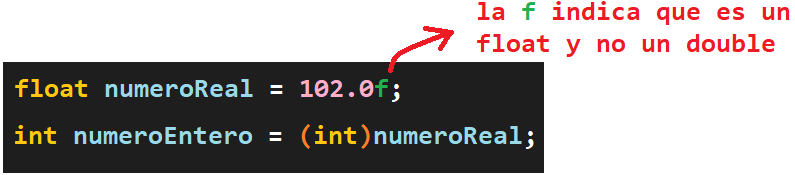 la f indica que es un
float y no un double
float numeroReal = 102.0f;
int numeroEntero = (int)numeroReal;